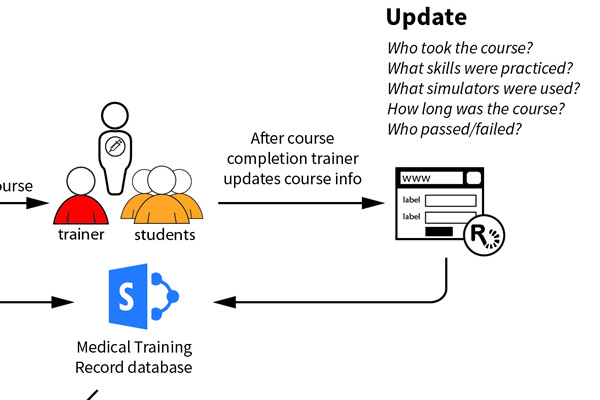 Update
Who took the course?
What skills were practiced?
What simulators were used?
How long was the course?
Who passed/failed?
After course
completion trainer
updates course info
ourse
www
label
label
R
trainer
students
S
Medical Training
Record database